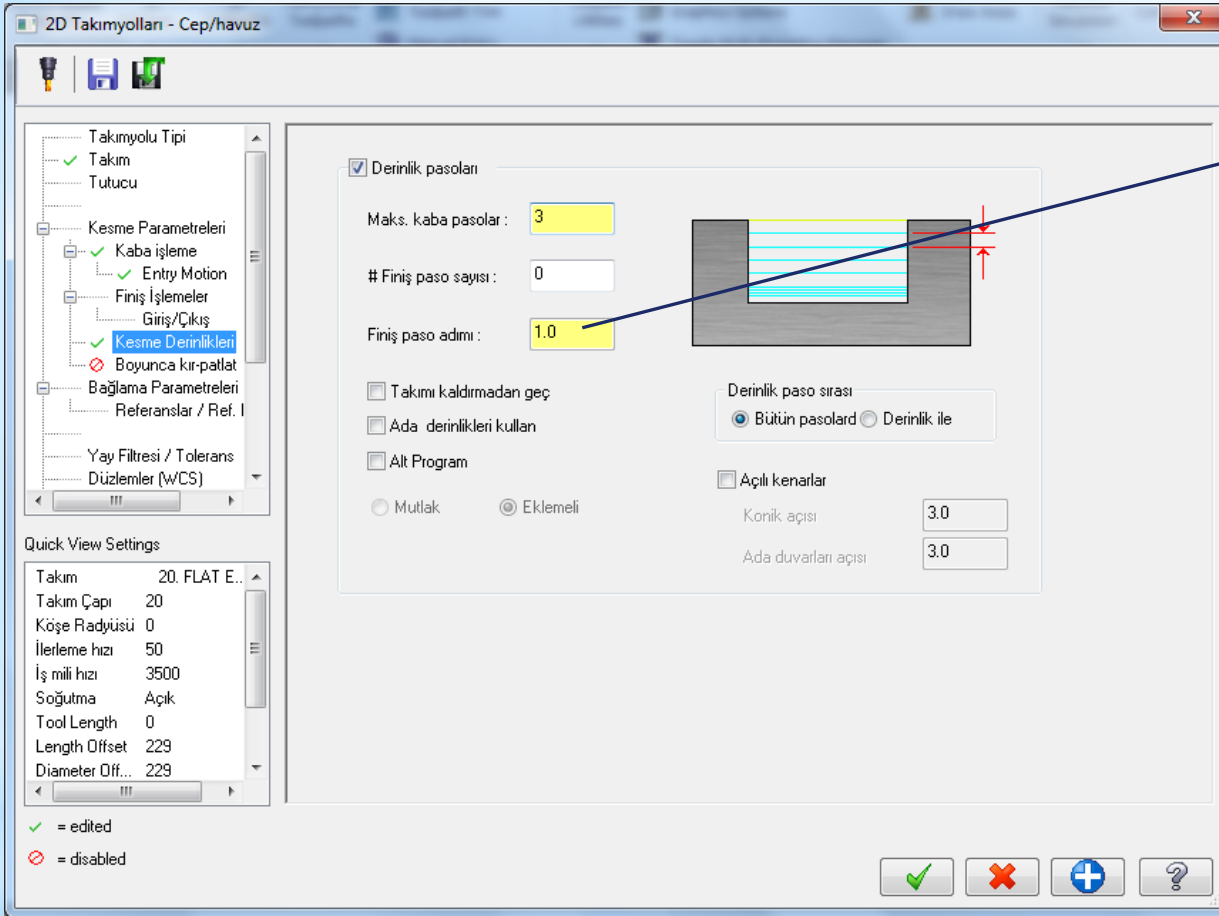 2D Takımyolları - Cep/havuz
Takımyolu Tipi
Takım
Tutucu
Kesme Parametreleri
Kaba işleme
Entry Motion
Finiş İşlemeler
Giriş/Çıkış
Kesme Derinlikleri
Boyunca kır-patlat
Bağlama Parametreleri
Referanslar / Ref. I
Yay Filtresi / Tolerans
Düzlemler (WCS)
Quick View Settings
Takım 20. FLAT E..
Takım Çapı 20
Köşe Radyüsü 0
İlerleme hızı 50
İş mili hızı 3500
Soğutma Açık
Tool Length 0
Length Offset 229
Diameter Off... 229
= edited
= disabled
Derinlik pasoları
Maks. kaba pasolar : 3
# Finiş paso sayısı : 0
Finiş paso adımı : 1.0
Takımı kaldırmadan geç
Ada derinlikleri kullan
Alt Program
Mutlak Eklemeli
Derinlik paso sırası
Bütün pasolard Derinlik ile
Açılı kenarlar
Konik açısı 3.0
Ada duvarları açısı 3.0